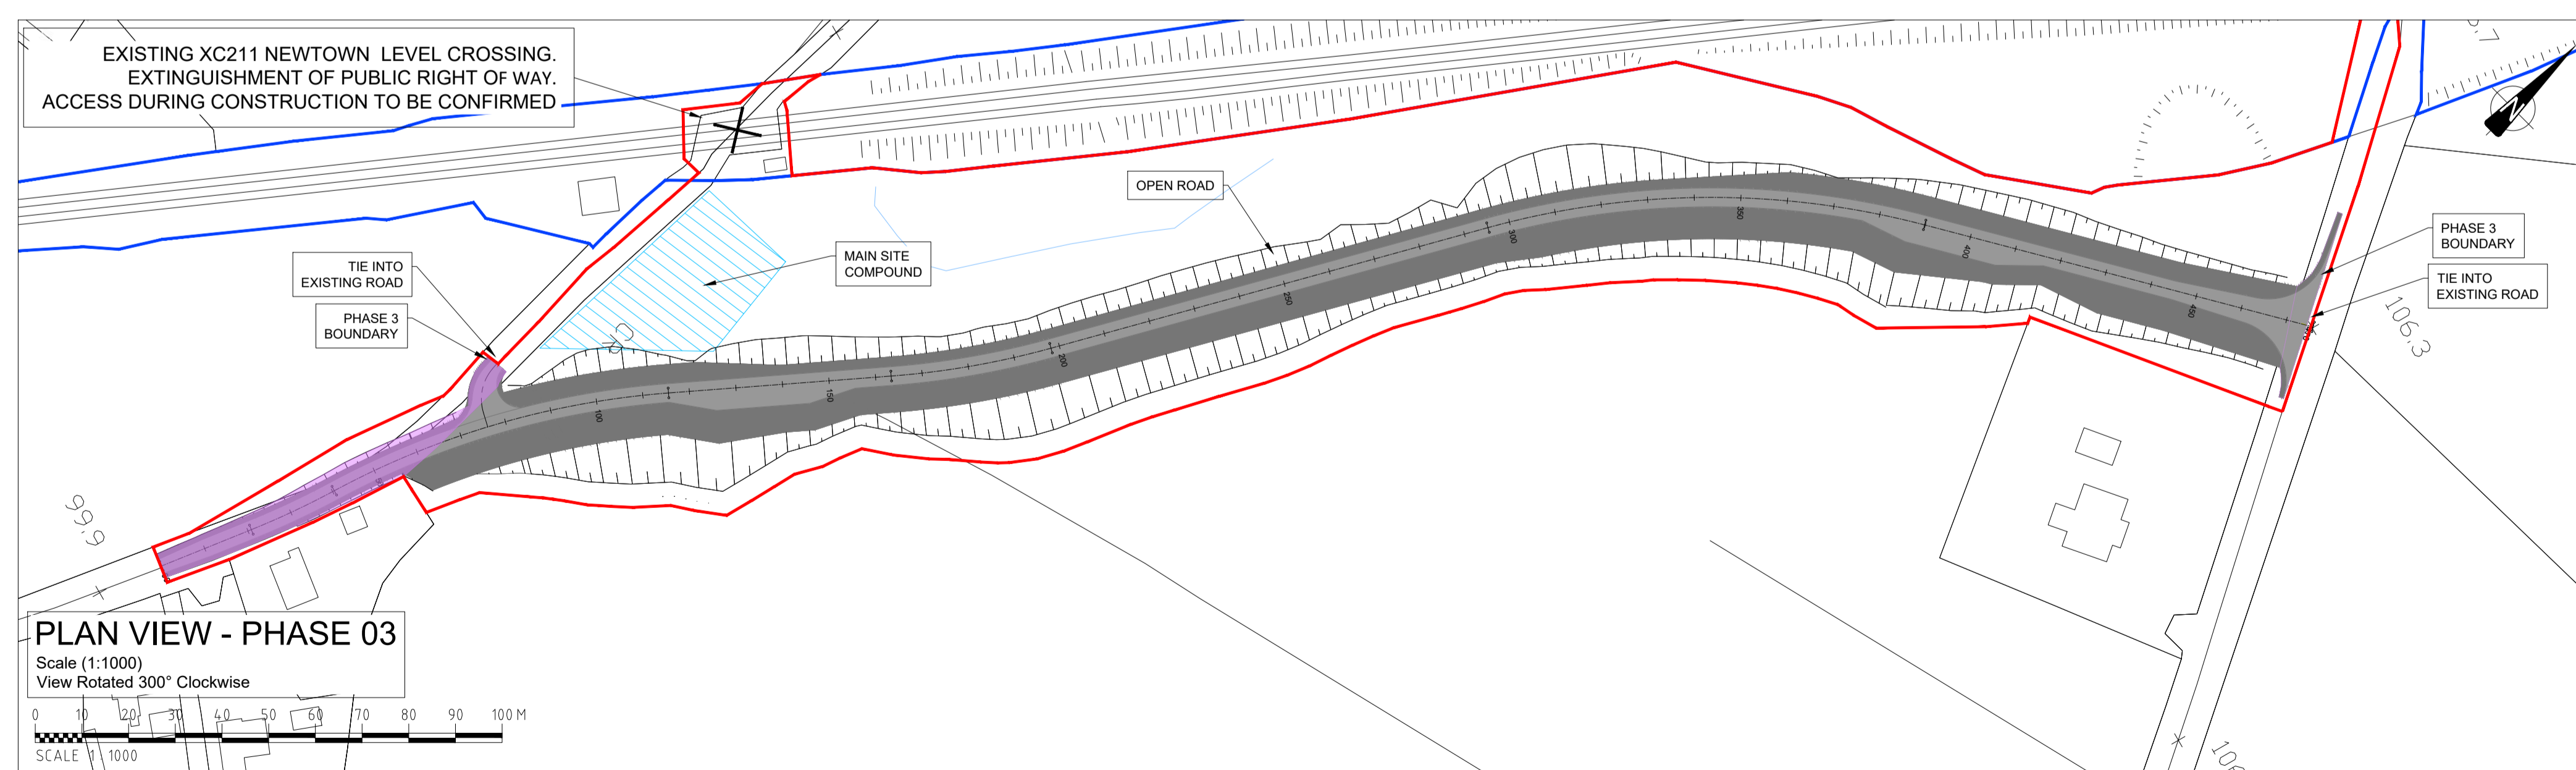 EXISTING XC211 NEWTOWN LEVEL CROSSING.
EXTINGUISHMENT OF PUBLIC RIGHT OF WAY.
ACCESS DURING CONSTRUCTION TO BE CONFIRMED
OPEN ROAD
MAIN SITE
COMPOUND
TIE INTO
EXISTING ROAD
PHASE 3
BOUNDARY
PHASE 3
BOUNDARY
TIE INTO
EXISTING ROAD
N
106.3
99.9
100
150
200
250
300
350
400
450
PLAN VIEW - PHASE 03
Scale (1:1000)
View Rotated 300° Clockwise
0 10 20 30 40 50 60 70 80 90 100 M
SCALE 1:1000